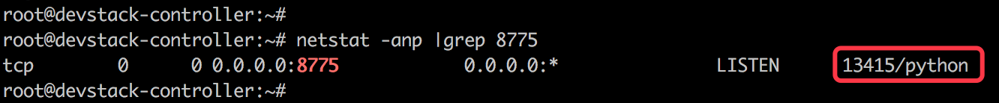 root@devstack-controller:~#
root@devstack-controller:~# netstat -anp |grep 8775
tcp        0      0 0.0.0.0:8775            0.0.0.0:*               LISTEN      13415/python
root@devstack-controller:~#